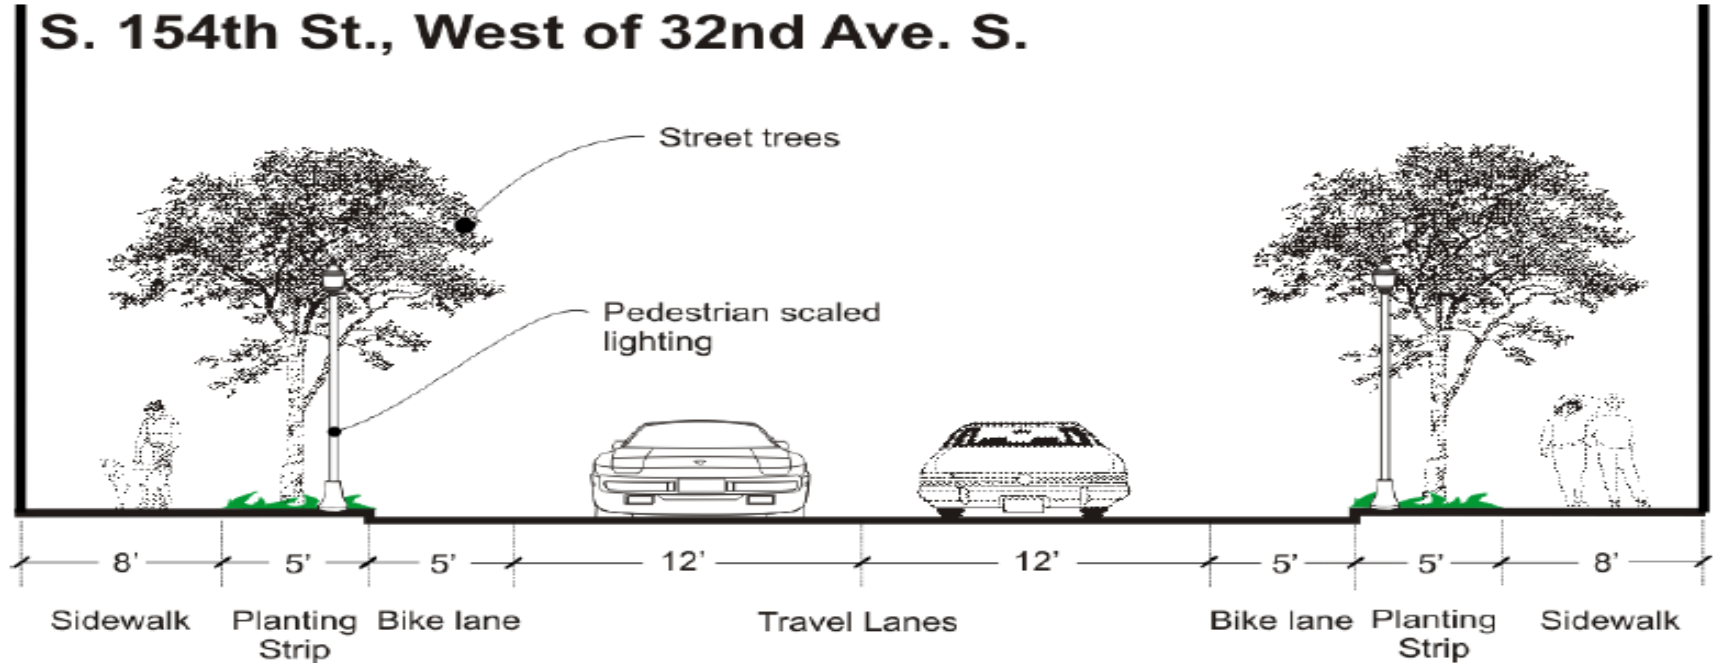 S. 154th St., West of 32nd Ave. S.
Street trees
Pedestrian scaled
lighting
8’ 5’ 5’ 12’ 12’ 5’ 5’ 8’
Sidewalk Planting Bike lane Travel Lanes Bike lane Planting Sidewalk
Strip Strip